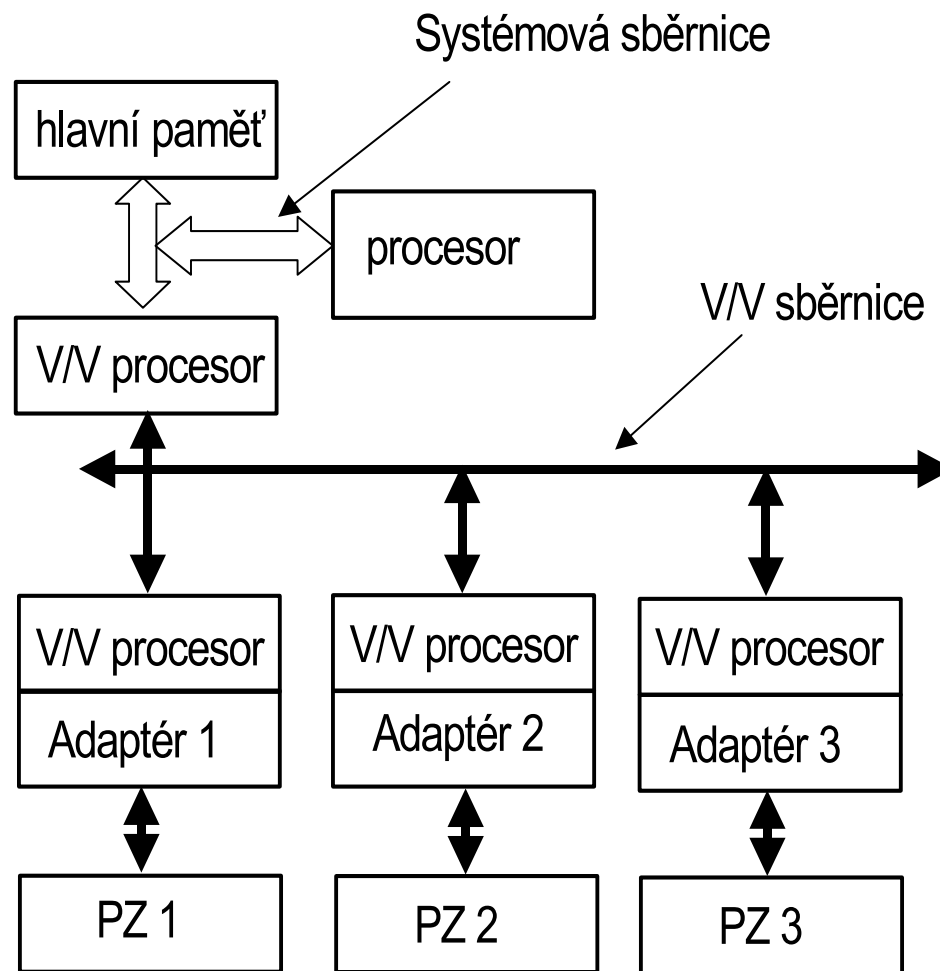 Systémová sběrnice
hlavní paměť
procesor
V/V sběrnice
V/V procesor
V/V procesor
V/V procesor
V/V procesor
Adaptér 1
Adaptér 2
Adaptér 3
PZ 1
PZ 2
PZ 3